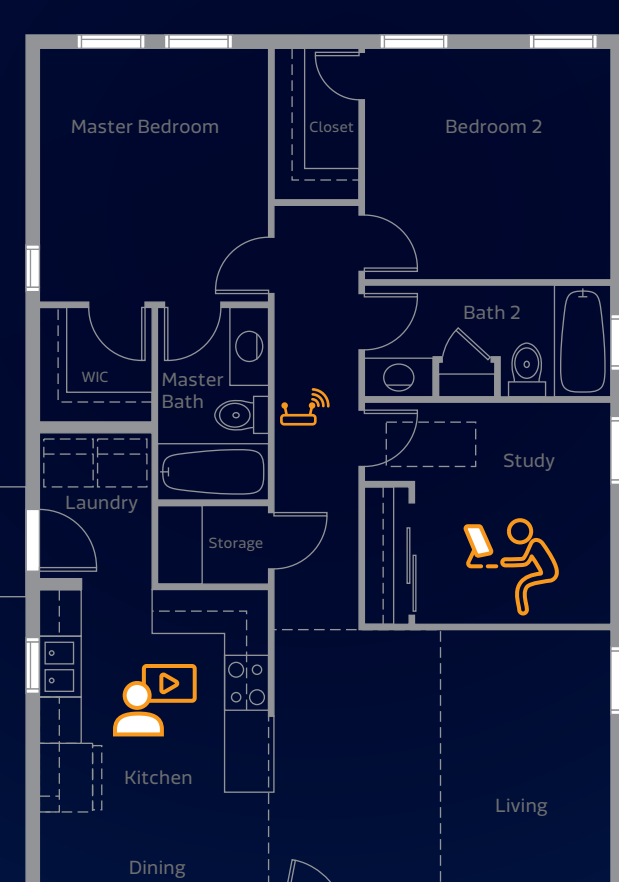 Master Bedroom
Closet
Bedroom 2
Bath 2
WIC
Master
Bath
Study
Laundry
Storage
Kitchen
Living
Dining